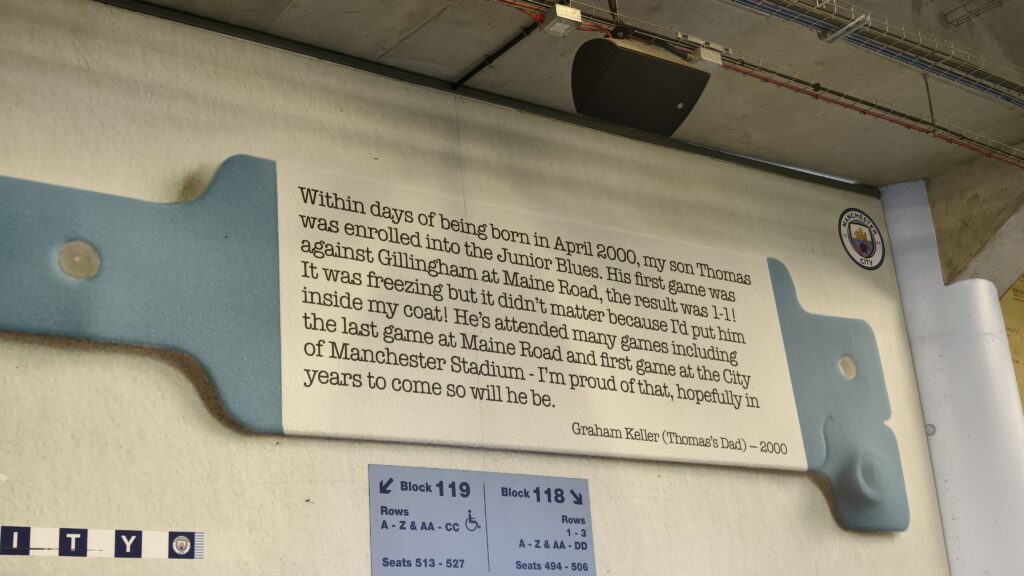 Within days of being born in April 2000, my son Thomas
was enrolled into the Junior Blues. His first game was
against Gillingham at Maine Road, the result was 1-1!
It was freezing but it didn't matter because I'd put him
inside my coat! He's attended many games including
the last game at Maine Road and first game at the City
of Manchester Stadium - I'm proud of that, hopefully in
years to come so will he be.
Graham Keller (Thomas's Dad) – 2000
MANCHESTER
CITY
Block 119
Rows
A - Z & AA - CC
Seats 513 - 527
Block 118
Rows
1 - 3
A - Z & AA - DD
Seats 494 - 506
I T Y